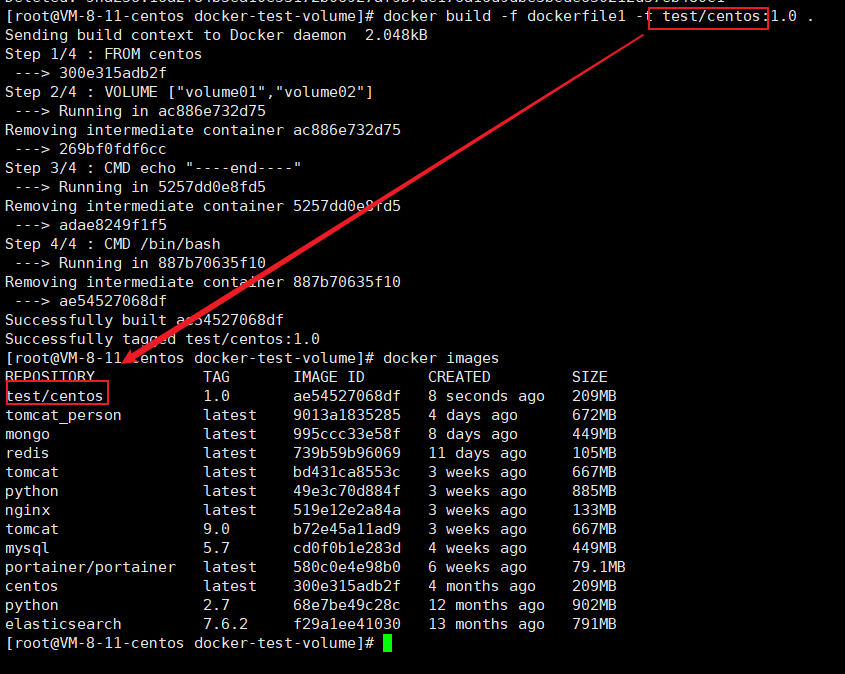 [root@VM-8-11-centos docker-test-volume]# docker build -f dockerfile1 -t test/centos:1.0 .
Sending build context to Docker daemon  2.048kB
Step 1/4 : FROM centos
 ---> 300e315adb2f
Step 2/4 : VOLUME ["volume01","volume02"]
 ---> Running in ac886e732d75
Removing intermediate container ac886e732d75
 ---> 269bf0fdf6cc
Step 3/4 : CMD echo "----end----"
 ---> Running in 5257dd0e8fd5
Removing intermediate container 5257dd0e8fd5
 ---> adae8249f1f5
Step 4/4 : CMD /bin/bash
 ---> Running in 887b70635f10
Removing intermediate container 887b70635f10
 ---> ae54527068df
Successfully built ae54527068df
Successfully tagged test/centos:1.0
[root@VM-8-11-centos docker-test-volume]# docker images
REPOSITORY            TAG       IMAGE ID       CREATED         SIZE
test/centos           1.0       ae54527068df   8 seconds ago   209MB
tomcat_person         latest    9013a1835285   4 days ago      672MB
mongo                 latest    995ccc33e58f   8 days ago      449MB
redis                 latest    739b59b96069   11 days ago     105MB
tomcat                latest    bd431ca8553c   3 weeks ago     667MB
python                latest    49e3c70d884f   3 weeks ago     885MB
nginx                 latest    519e12e2a84a   3 weeks ago     133MB
tomcat                9.0       b72e45a11ad9   3 weeks ago     667MB
mysql                 5.7       cd0f0b1e283d   4 weeks ago     449MB
portainer/portainer   latest    580c0e4e98b0   6 weeks ago     79.1MB
centos                latest    300e315adb2f   4 months ago    209MB
python                2.7       68e7be49c28c   12 months ago   902MB
elasticsearch         7.6.2     f29a1ee41030   13 months ago   791MB
[root@VM-8-11-centos docker-test-volume]#